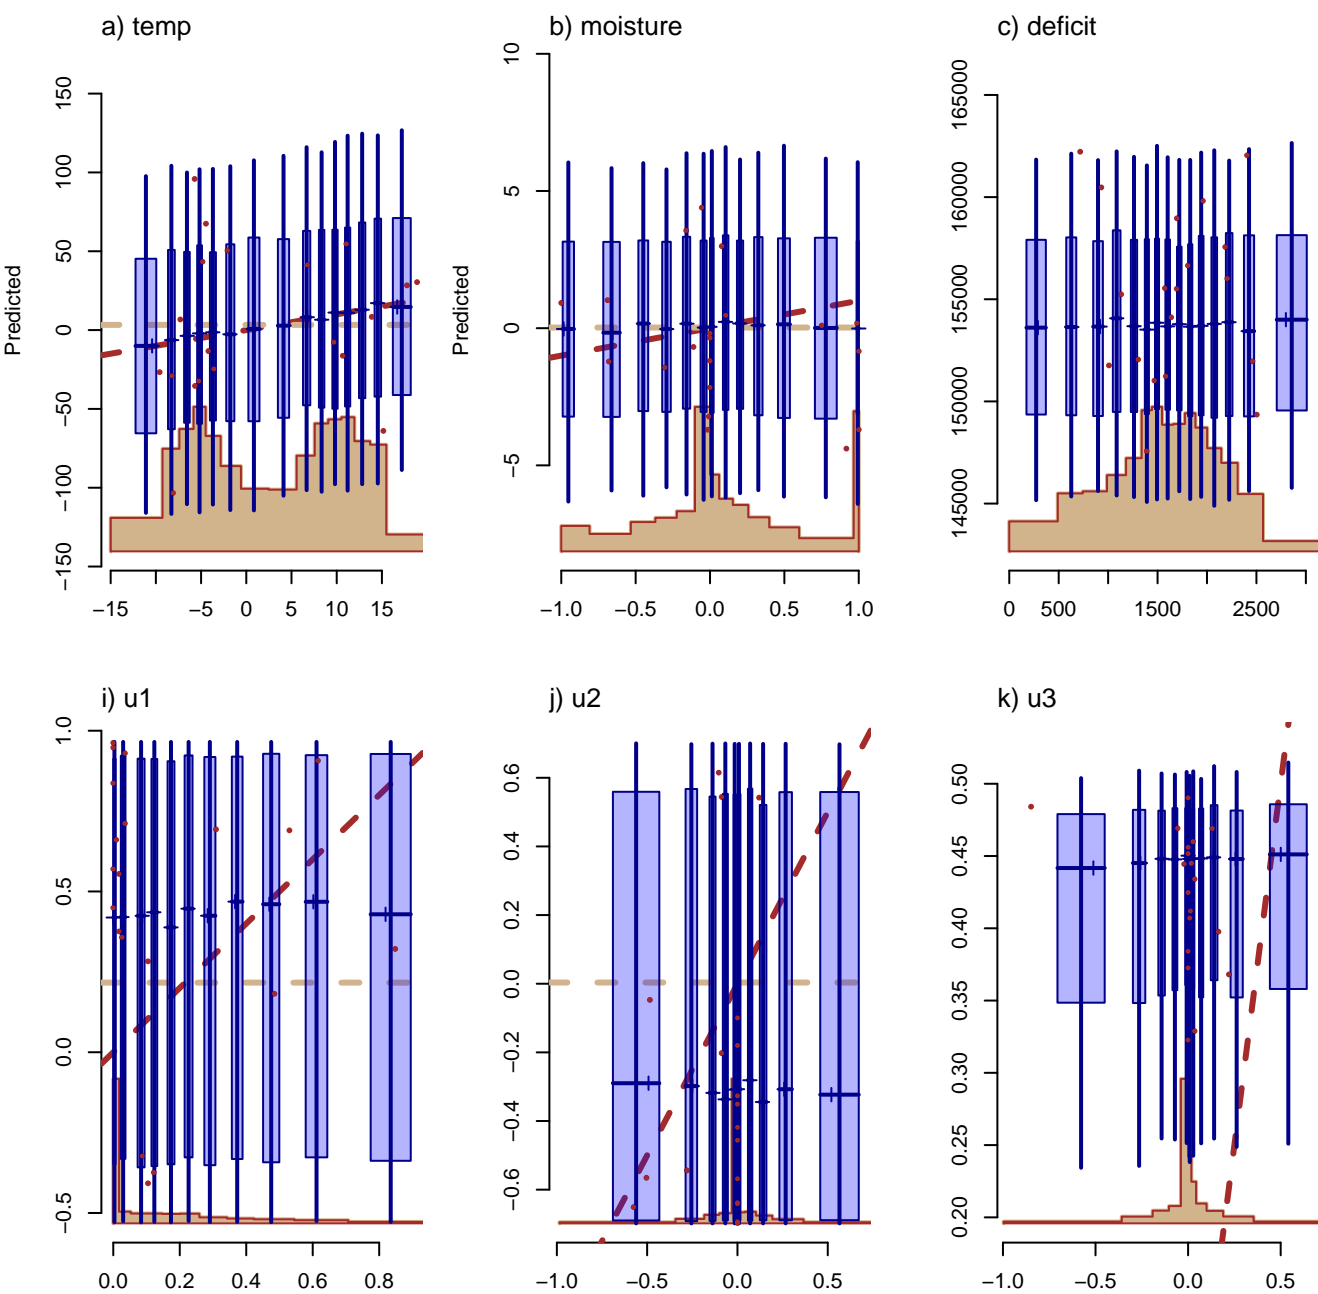 a) temp
b) moisture
c) deficit
Predicted
−150 −100 −50 0 50 100 150
−15 −5 0 5 10 15
Predicted
−5 0 5 10
−1.0 −0.5 0.0 0.5 1.0
145000 150000 155000 160000 165000
0 500 1500 2500
i) u1
j) u2
k) u3
−0.5 0.0 0.5 1.0
0.0 0.2 0.4 0.6 0.8
−0.6 −0.4 −0.2 0.0 0.2 0.4 0.6
−1.0 −0.5 0.0 0.5
0.20 0.25 0.30 0.35 0.40 0.45 0.50
−1.0 −0.5 0.0 0.5